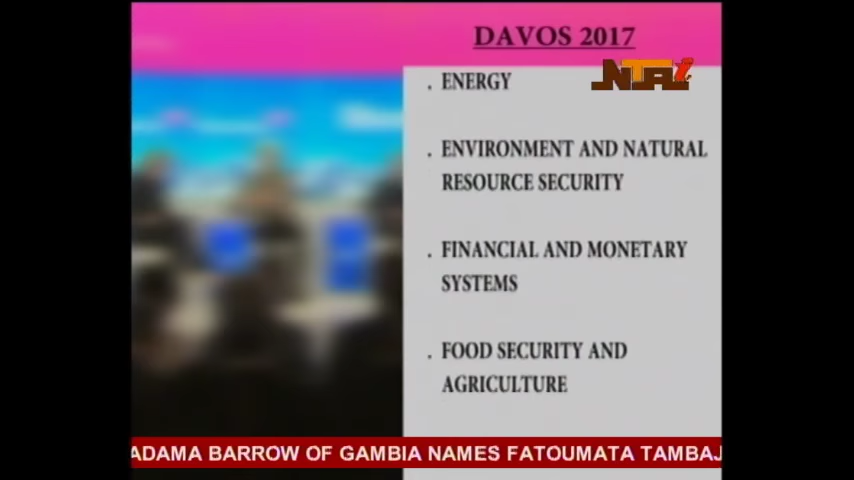 DAVOS 2017
NTAi
. ENERGY
. ENVIRONMENT AND NATURAL
RESOURCE SECURITY
. FINANCIAL AND MONETARY
SYSTEMS
. FOOD SECURITY AND
AGRICULTURE
ADAMA BARROW OF GAMBIA NAMES FATOUMATA TAMBAJ